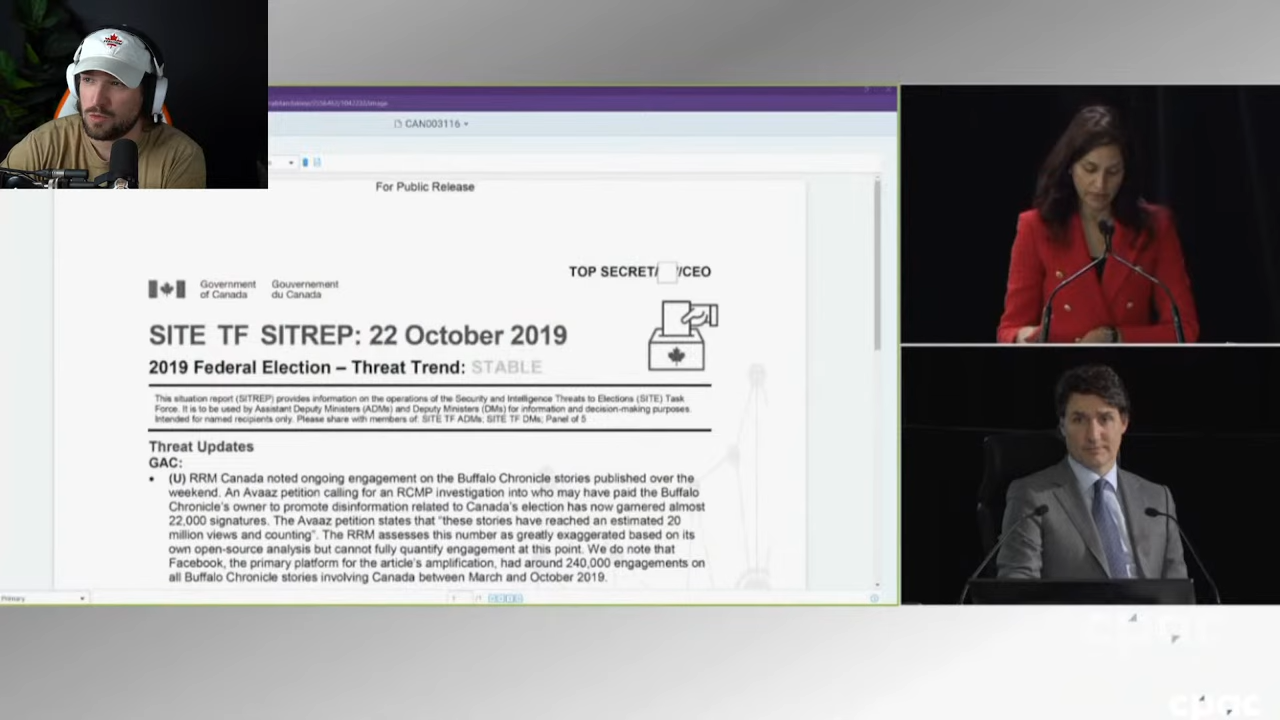 CAN003116
For Public Release
TOP SECRET/ /CEO
Government of Canada
Gouvernement du Canada
SITE TF SITREP: 22 October 2019
2019 Federal Election – Threat Trend: STABLE
This situation report (SITREP) provides information on the operations of the Security and Intelligence Threats to Elections (SITE) Task
Force. It is to be used by Assistant Deputy Ministers (ADMs) and Deputy Ministers (DMs) for information and decision-making purposes.
Intended for named recipients only. Please share with members of: SITE TF ADMs; SITE TF DMs; Panel of 5
Threat Updates
GAC:
• (U) RRM Canada noted ongoing engagement on the Buffalo Chronicle stories published over the
weekend. An Avaaz petition calling for an RCMP investigation into who may have paid the Buffalo
Chronicle's owner to promote disinformation related to Canada's election has now garnered almost
22,000 signatures. The Avaaz petition states that "these stories have reached an estimated 20
million views and counting". The RRM assesses this number as greatly exaggerated based on its
own open-source analysis but cannot fully quantify engagement at this point. We do note that
Facebook, the primary platform for the article's amplification, had around 240,000 engagements on
all Buffalo Chronicle stories involving Canada between March and October 2019.
Primary
cpac